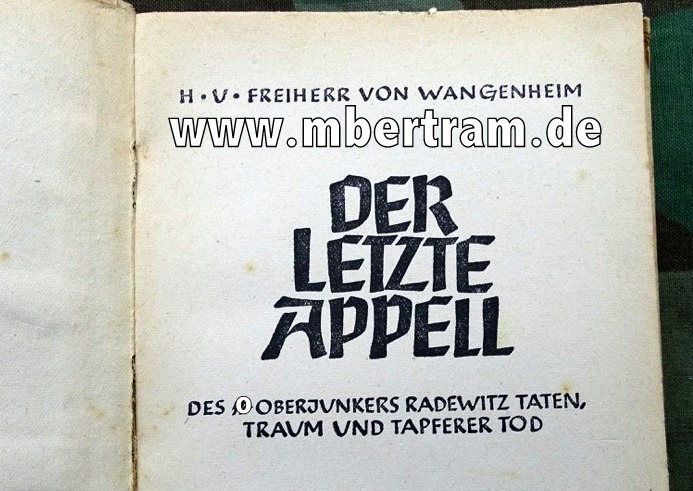 H · U · FREIHERR VON WANGENHEIM
www.mbertram.de
DER
LETZTE
APPELL
DES OBERJUNKERS RADEWITZ TATEN,
TRAUM UND TAPFERER TOD